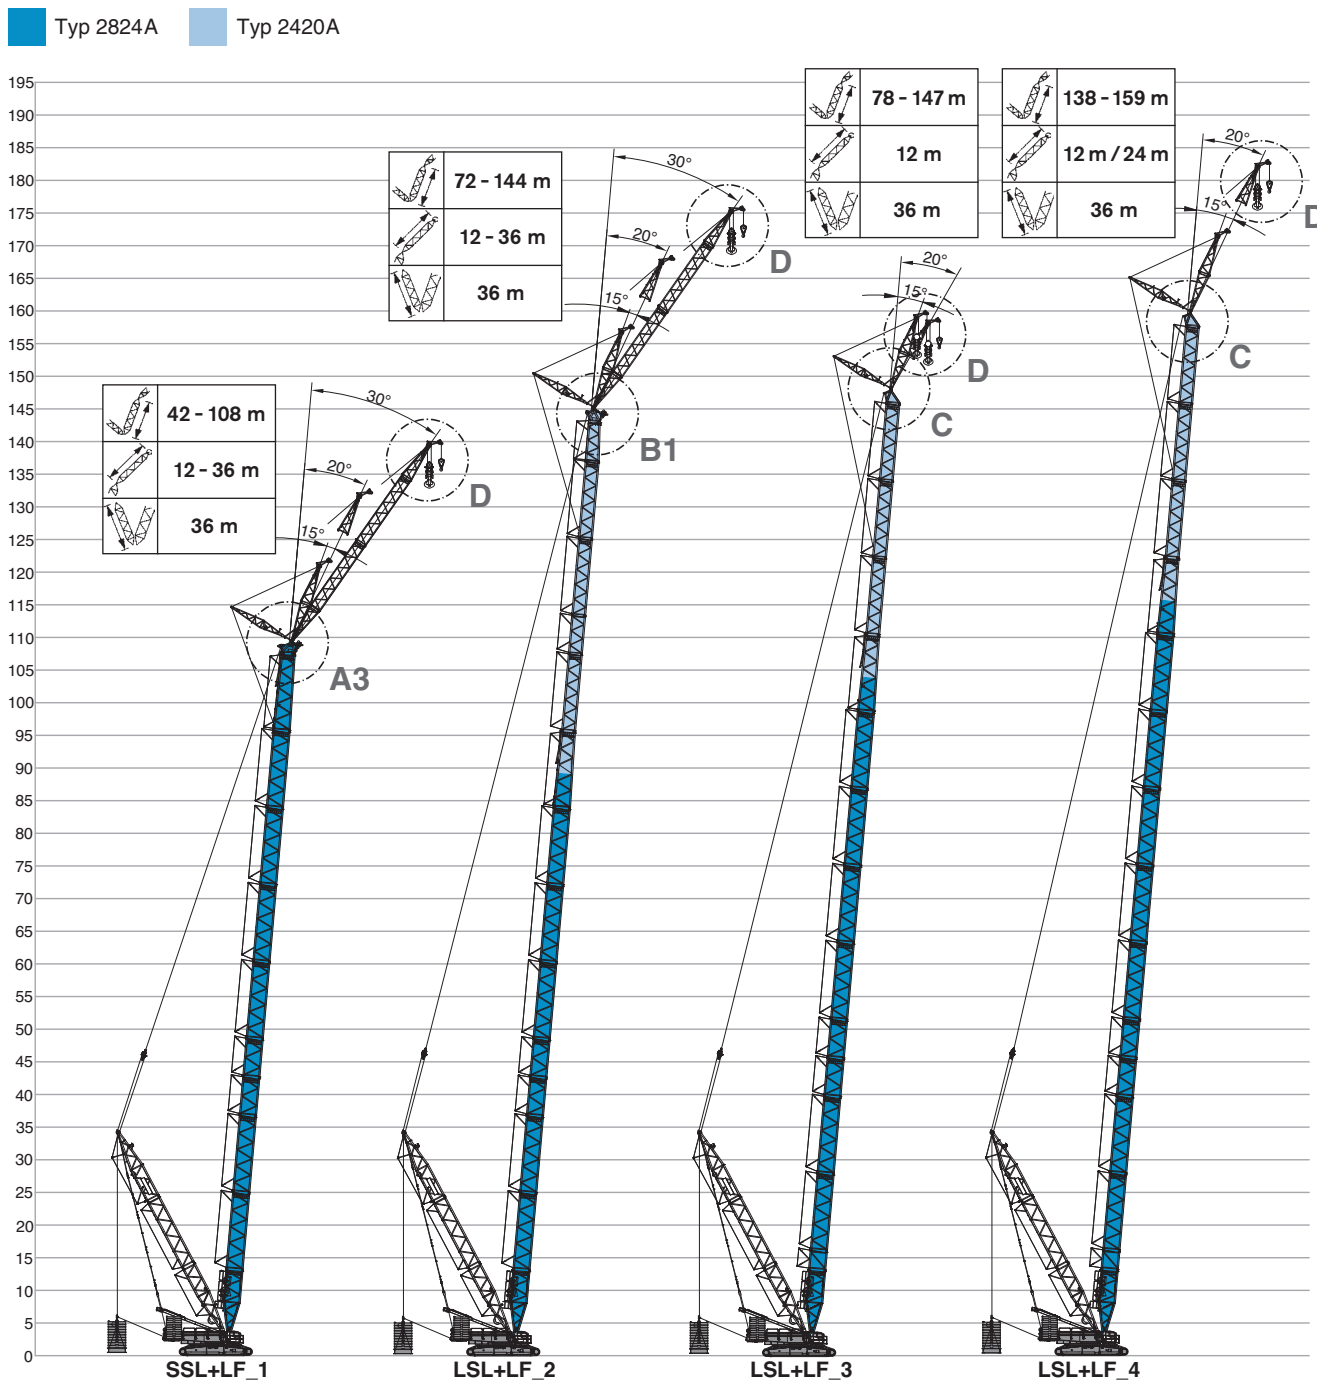 Typ 2824A
Typ 2420A
195
190
185
180
175
170
165
160
155
150
145
140
135
130
125
120
115
110
105
100
95
90
85
80
75
70
65
60
55
50
45
40
35
30
25
20
15
10
5
0
42 - 108 m
12 - 36 m
36 m
30°
20°
15°
D
A3
SSL+LF_1
72 - 144 m
12 - 36 m
36 m
30°
20°
15°
D
B1
LSL+LF_2
78 - 147 m
12 m
36 m
20°
15°
D
C
LSL+LF_3
138 - 159 m
12 m / 24 m
36 m
20°
15°
D
C
LSL+LF_4